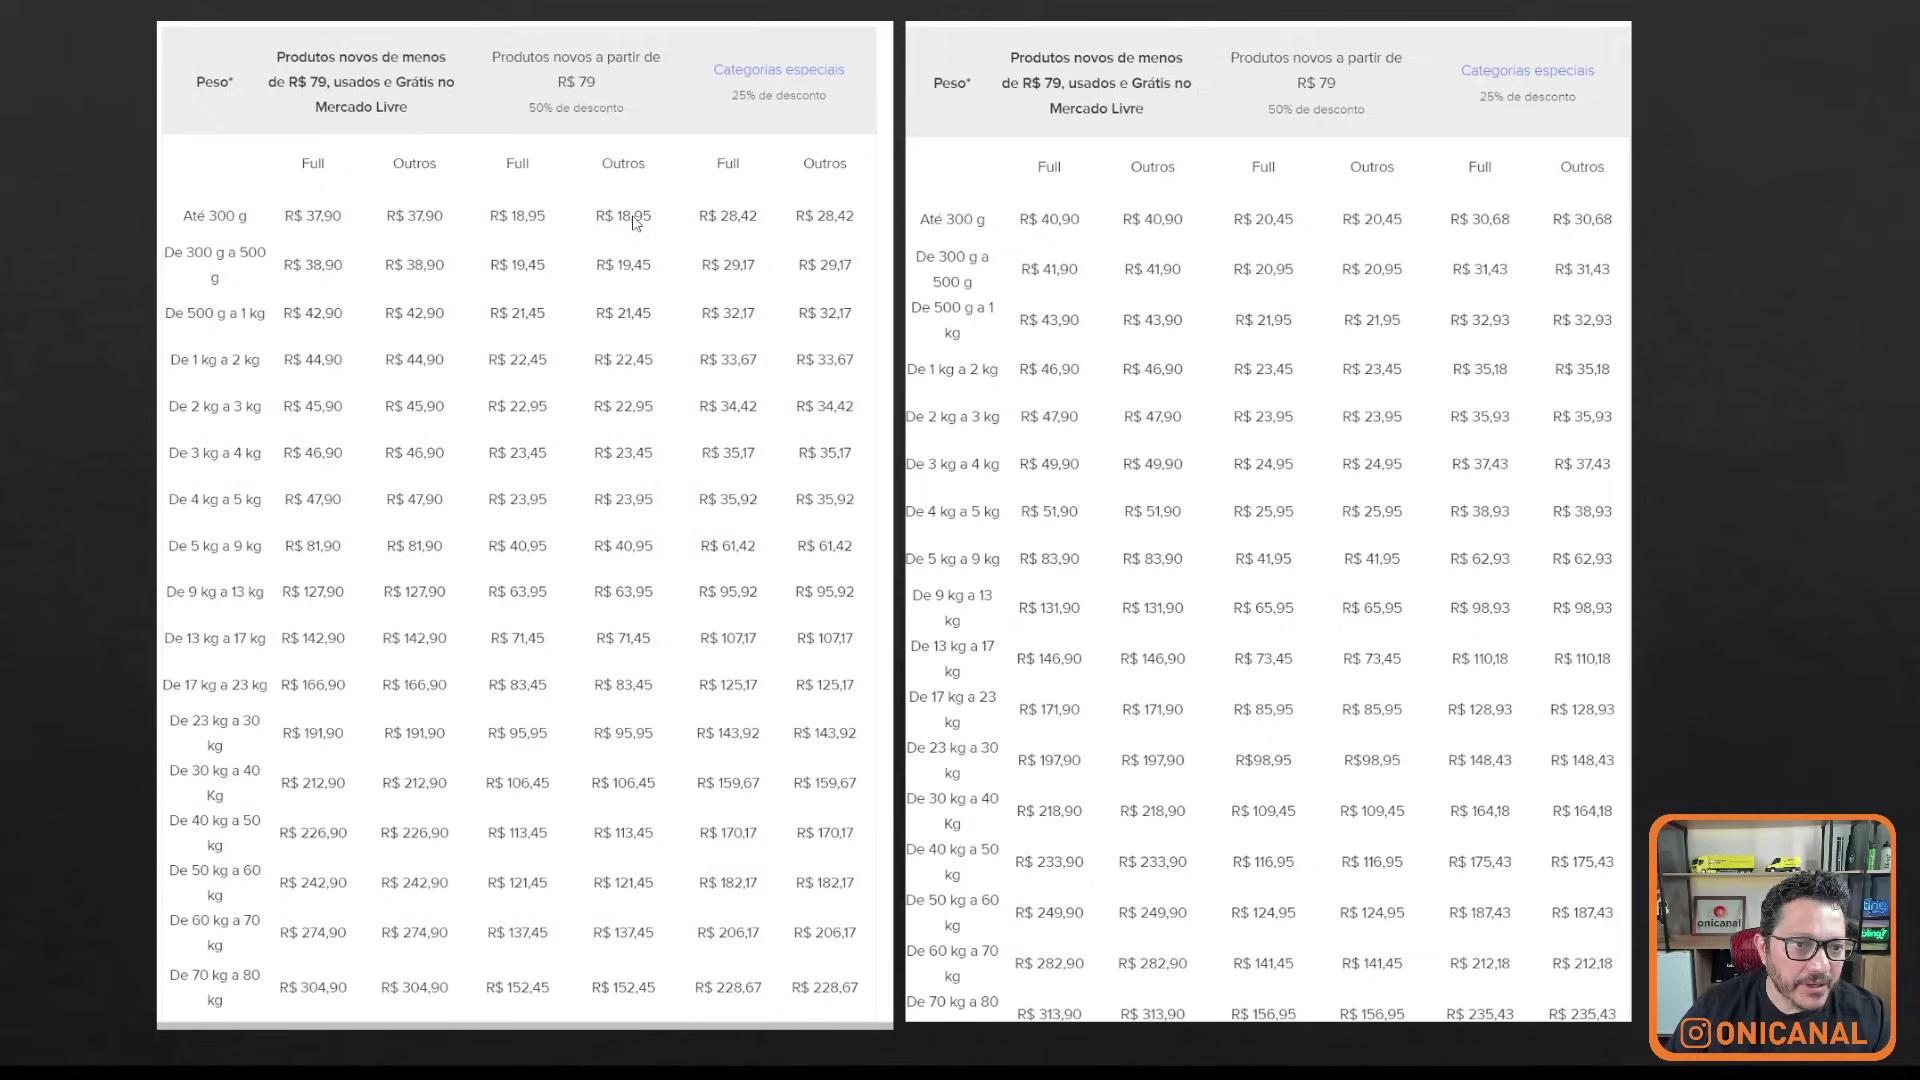 Peso*
Produtos novos de menos
de R$ 79, usados e Grátis no
Mercado Livre
Produtos novos a partir de
R$ 79
50% de desconto
Categorias especiais
25% de desconto
Full Outros Full Outros Full Outros
Até 300 g R$ 37,90 R$ 37,90 R$ 18,95 R$ 18,95 R$ 28,42 R$ 28,42
De 300 g a 500
g R$ 38,90 R$ 38,90 R$ 19,45 R$ 19,45 R$ 29,17 R$ 29,17
De 500 g a 1 kg R$ 42,90 R$ 42,90 R$ 21,45 R$ 21,45 R$ 32,17 R$ 32,17
De 1 kg a 2 kg R$ 44,90 R$ 44,90 R$ 22,45 R$ 22,45 R$ 33,67 R$ 33,67
De 2 kg a 3 kg R$ 45,90 R$ 45,90 R$ 22,95 R$ 22,95 R$ 34,42 R$ 34,42
De 3 kg a 4 kg R$ 46,90 R$ 46,90 R$ 23,45 R$ 23,45 R$ 35,17 R$ 35,17
De 4 kg a 5 kg R$ 47,90 R$ 47,90 R$ 23,95 R$ 23,95 R$ 35,92 R$ 35,92
De 5 kg a 9 kg R$ 81,90 R$ 81,90 R$ 40,95 R$ 40,95 R$ 61,42 R$ 61,42
De 9 kg a 13 kg R$ 127,90 R$ 127,90 R$ 63,95 R$ 63,95 R$ 95,92 R$ 95,92
De 13 kg a 17 kg R$ 142,90 R$ 142,90 R$ 71,45 R$ 71,45 R$ 107,17 R$ 107,17
De 17 kg a 23 kg R$ 166,90 R$ 166,90 R$ 83,45 R$ 83,45 R$ 125,17 R$ 125,17
De 23 kg a 30
kg R$ 191,90 R$ 191,90 R$ 95,95 R$ 95,95 R$ 143,92 R$ 143,92
De 30 kg a 40
Kg R$ 212,90 R$ 212,90 R$ 106,45 R$ 106,45 R$ 159,67 R$ 159,67
De 40 kg a 50
kg R$ 226,90 R$ 226,90 R$ 113,45 R$ 113,45 R$ 170,17 R$ 170,17
De 50 kg a 60
kg R$ 242,90 R$ 242,90 R$ 121,45 R$ 121,45 R$ 182,17 R$ 182,17
De 60 kg a 70
kg R$ 274,90 R$ 274,90 R$ 137,45 R$ 137,45 R$ 206,17 R$ 206,17
De 70 kg a 80
kg R$ 304,90 R$ 304,90 R$ 152,45 R$ 152,45 R$ 228,67 R$ 228,67
Peso*
Produtos novos de menos
de R$ 79, usados e Grátis no
Mercado Livre
Produtos novos a partir de
R$ 79
50% de desconto
Categorias especiais
25% de desconto
Full Outros Full Outros Full Outros
Até 300 g R$ 40,90 R$ 40,90 R$ 20,45 R$ 20,45 R$ 30,68 R$ 30,68
De 300 g a
500 g R$ 41,90 R$ 41,90 R$ 20,95 R$ 20,95 R$ 31,43 R$ 31,43
De 500 g a 1
kg R$ 43,90 R$ 43,90 R$ 21,95 R$ 21,95 R$ 32,93 R$ 32,93
De 1 kg a 2 kg R$ 46,90 R$ 46,90 R$ 23,45 R$ 23,45 R$ 35,18 R$ 35,18
De 2 kg a 3 kg R$ 47,90 R$ 47,90 R$ 23,95 R$ 23,95 R$ 35,93 R$ 35,93
De 3 kg a 4 kg R$ 49,90 R$ 49,90 R$ 24,95 R$ 24,95 R$ 37,43 R$ 37,43
De 4 kg a 5 kg R$ 51,90 R$ 51,90 R$ 25,95 R$ 25,95 R$ 38,93 R$ 38,93
De 5 kg a 9 kg R$ 83,90 R$ 83,90 R$ 41,95 R$ 41,95 R$ 62,93 R$ 62,93
De 9 kg a 13
kg R$ 131,90 R$ 131,90 R$ 65,95 R$ 65,95 R$ 98,93 R$ 98,93
De 13 kg a 17
kg R$ 146,90 R$ 146,90 R$ 73,45 R$ 73,45 R$ 110,18 R$ 110,18
De 17 kg a 23
kg R$ 171,90 R$ 171,90 R$ 85,95 R$ 85,95 R$ 128,93 R$ 128,93
De 23 kg a 30
kg R$ 197,90 R$ 197,90 R$98,95 R$98,95 R$ 148,43 R$ 148,43
De 30 kg a 40
Kg R$ 218,90 R$ 218,90 R$ 109,45 R$ 109,45 R$ 164,18 R$ 164,18
De 40 kg a 50
kg R$ 233,90 R$ 233,90 R$ 116,95 R$ 116,95 R$ 175,43 R$ 175,43
De 50 kg a 60
kg R$ 249,90 R$ 249,90 R$ 124,95 R$ 124,95 R$ 187,43 R$ 187,43
De 60 kg a 70
kg R$ 282,90 R$ 282,90 R$ 141,45 R$ 141,45 R$ 212,18 R$ 212,18
De 70 kg a 80
R$ 313,90 R$ 313,90 R$ 156,95 R$ 156,95 R$ 235,43 R$ 235,43
onicanal
bling
ONICANAL